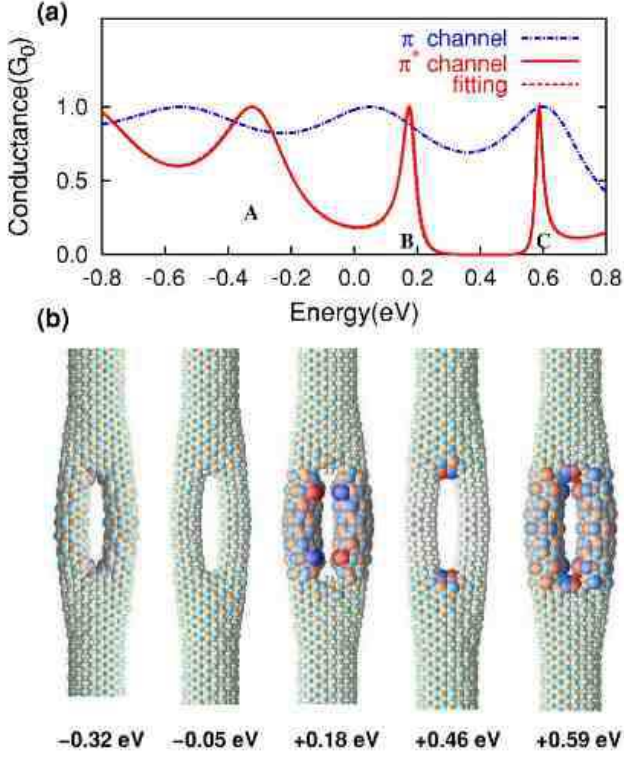 (a)
π channel
π* channel
fitting
Conductance(G₀)
1.0
0.5
0.0
A
B
C
-0.8 -0.6 -0.4 -0.2 0.0 0.2 0.4 0.6 0.8
Energy(eV)
(b)
−0.32 eV −0.05 eV +0.18 eV +0.46 eV +0.59 eV